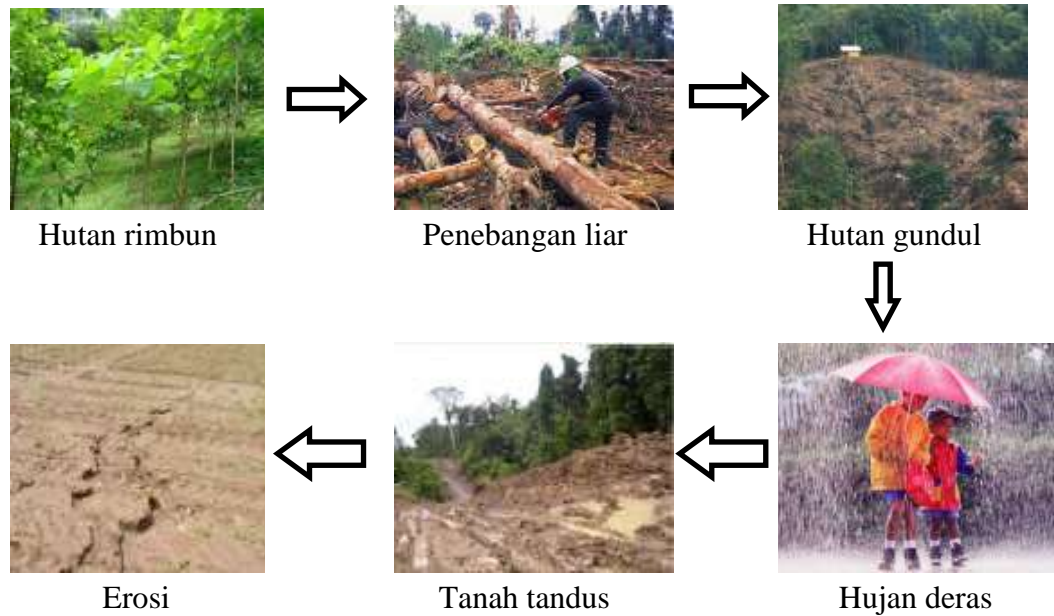 Hutan rimbun
Penebangan liar
Hutan gundul
Erosi
Tanah tandus
Hujan deras